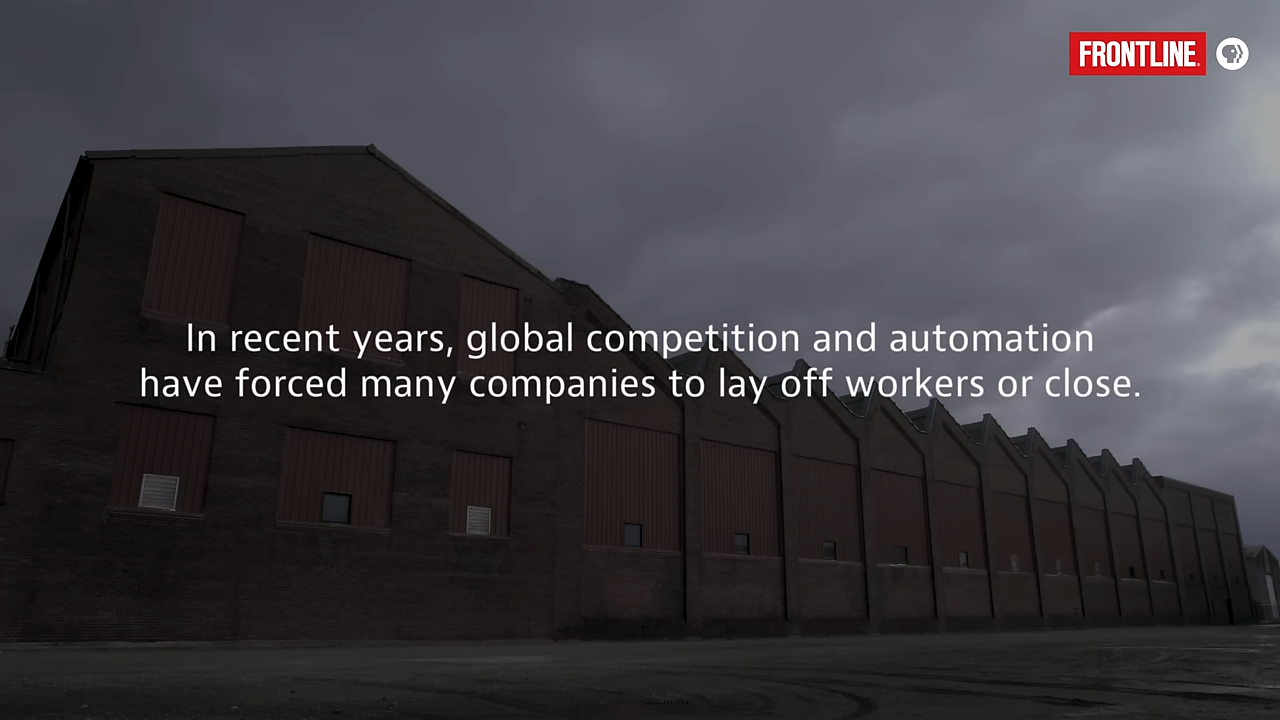 FRONTLINE
In recent years, global competition and automation
have forced many companies to lay off workers or close.